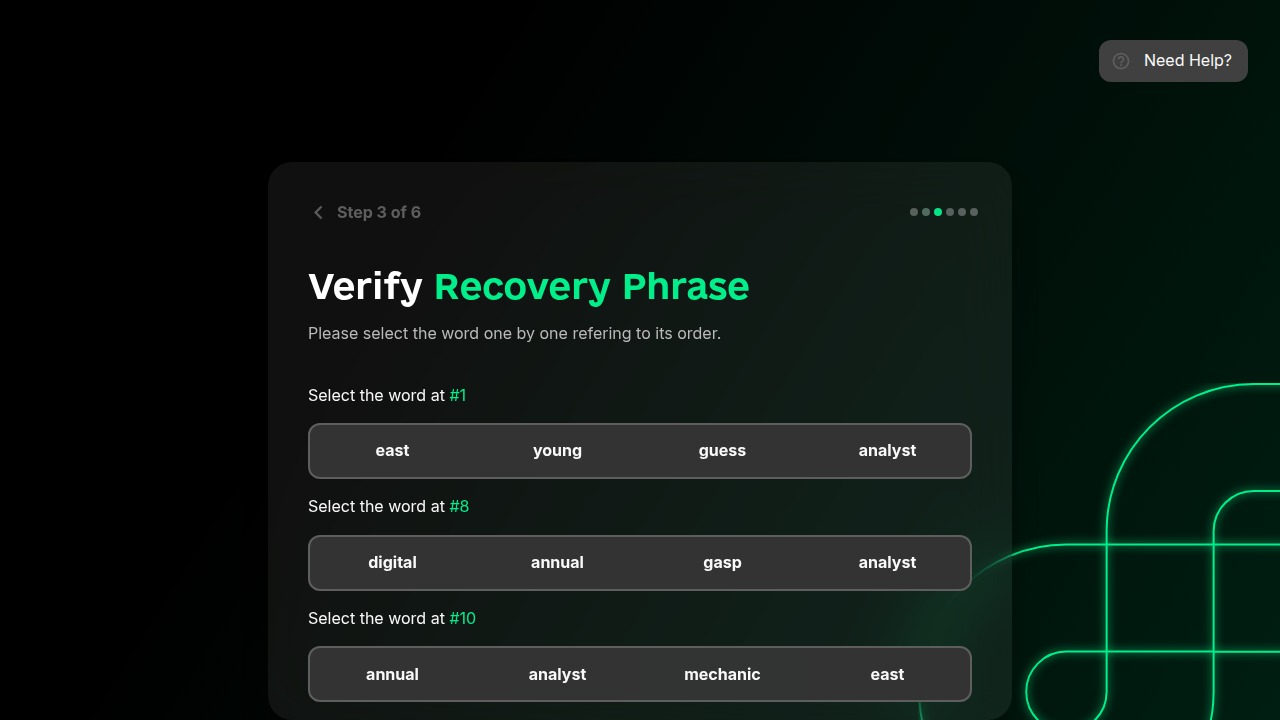 Need Help?
Step 3 of 6
Verify Recovery Phrase
Please select the word one by one refering to its order.
Select the word at #1
east young guess analyst
Select the word at #8
digital annual gasp analyst
Select the word at #10
annual analyst mechanic east